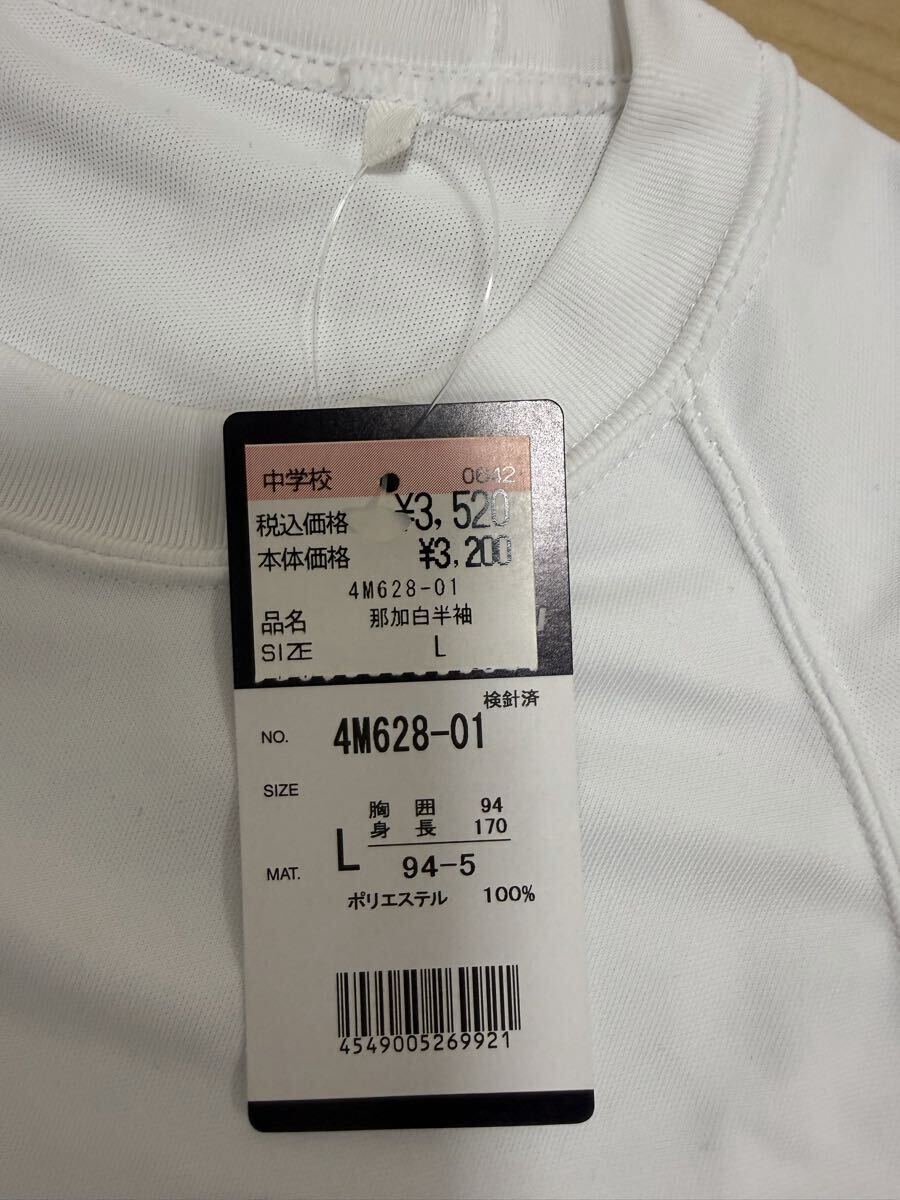 中学校 0642
税込価格 ¥3,520
本体価格 ¥3,200
4M628-01
品名 那加白半袖
SIZE L
検針済
NO. 4M628-01
SIZE
胸囲 94
身長 170
L 94-5
MAT.
ポリエステル 100%
4549005269921